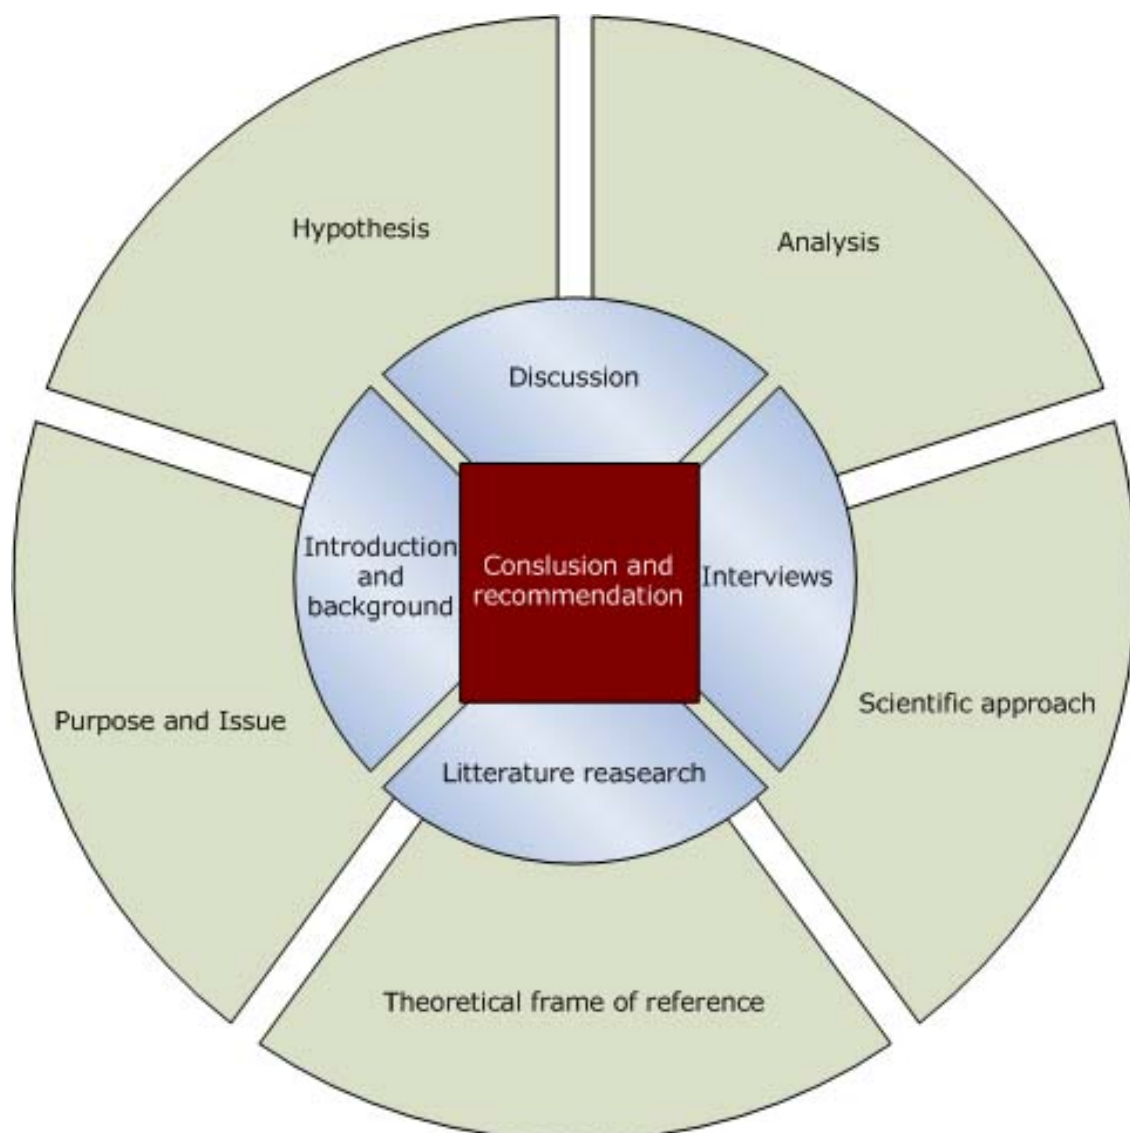 Hypothesis
Analysis
Discussion
Introduction
and
background
Conslusion and
recommendation
Interviews
Purpose and Issue
Scientific approach
Litterature reasearch
Theoretical frame of reference